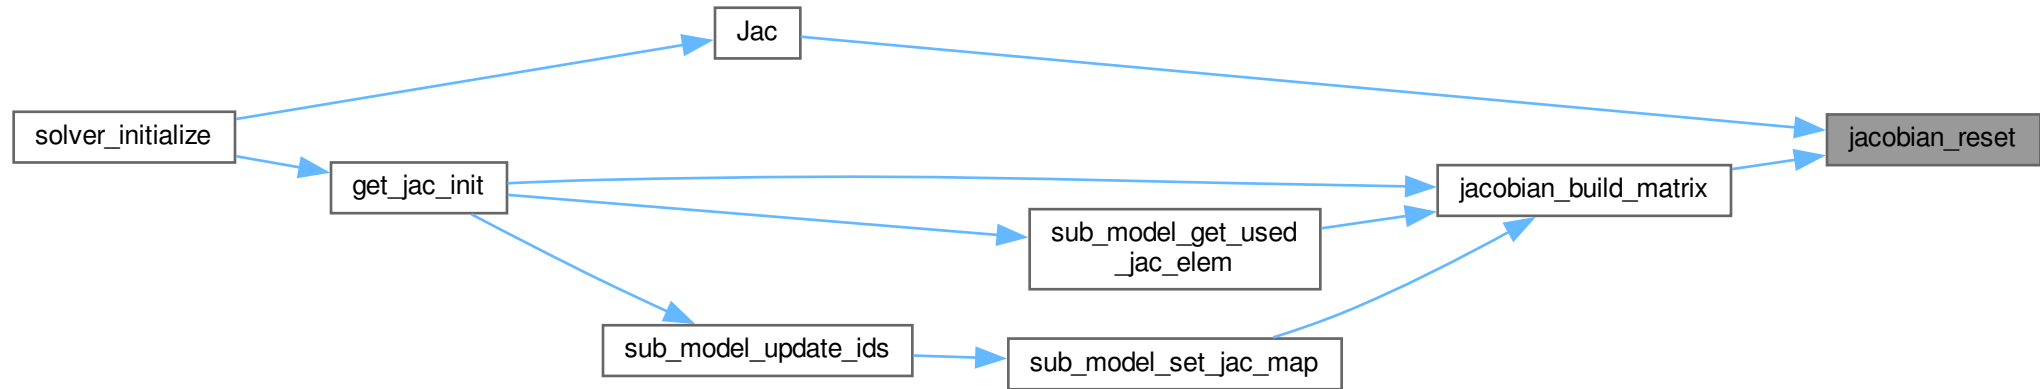 Jac
solver_initialize
jacobian_reset
get_jac_init
jacobian_build_matrix
sub_model_get_used
_jac_elem
sub_model_update_ids
sub_model_set_jac_map